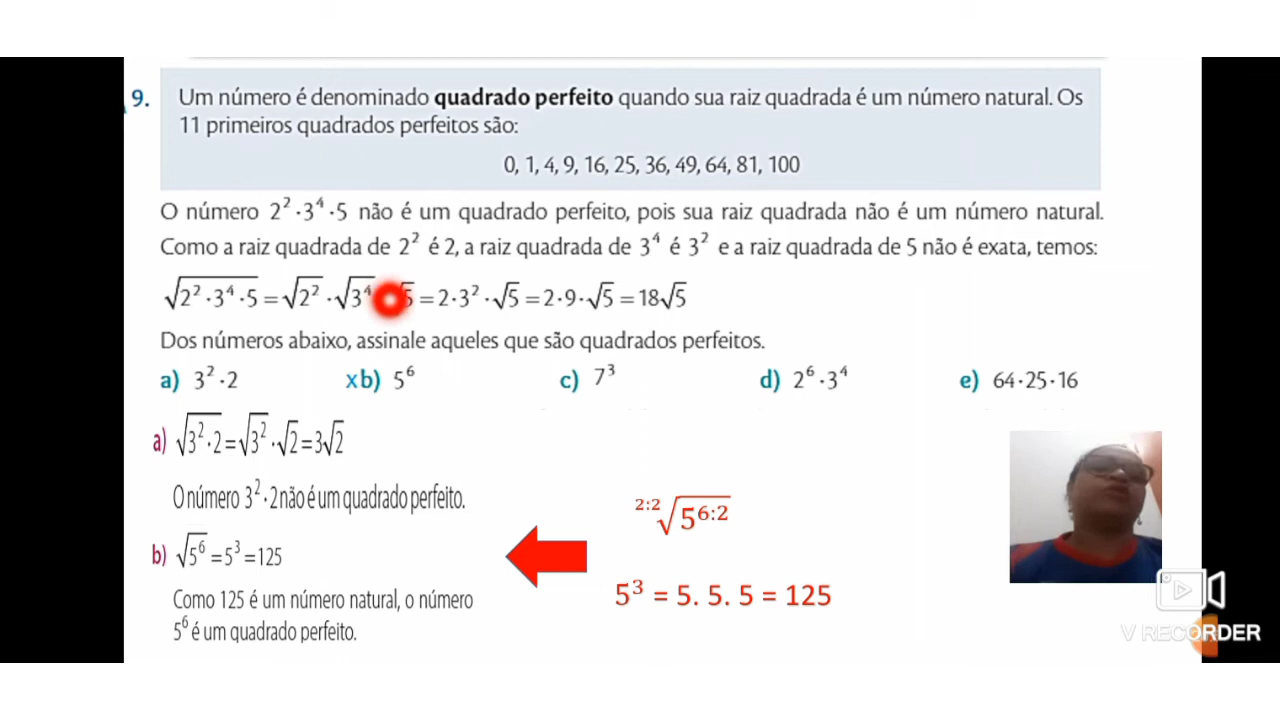 9. Um número é denominado quadrado perfeito quando sua raiz quadrada é um número natural. Os
11 primeiros quadrados perfeitos são:
0, 1, 4, 9, 16, 25, 36, 49, 64, 81, 100
O número 2² · 3⁴ · 5 não é um quadrado perfeito, pois sua raiz quadrada não é um número natural.
Como a raiz quadrada de 2² é 2, a raiz quadrada de 3⁴ é 3² e a raiz quadrada de 5 não é exata, temos:
√(2² · 3⁴ · 5) = √2² · √3⁴ √5 = 2 · 3² · √5 = 2 · 9 · √5 = 18√5
Dos números abaixo, assinale aqueles que são quadrados perfeitos.
a) 3² · 2 xb) 5⁶ c) 7³ d) 2⁶ · 3⁴ e) 64 · 25 · 16
a) √(3² · 2) = √3² · √2 = 3√2
O número 3² · 2 não é um quadrado perfeito.
b) √5⁶ = 5³ = 125
Como 125 é um número natural, o número
5⁶ é um quadrado perfeito.
²:²√5⁶:²
5³ = 5. 5. 5 = 125
V RECORDER